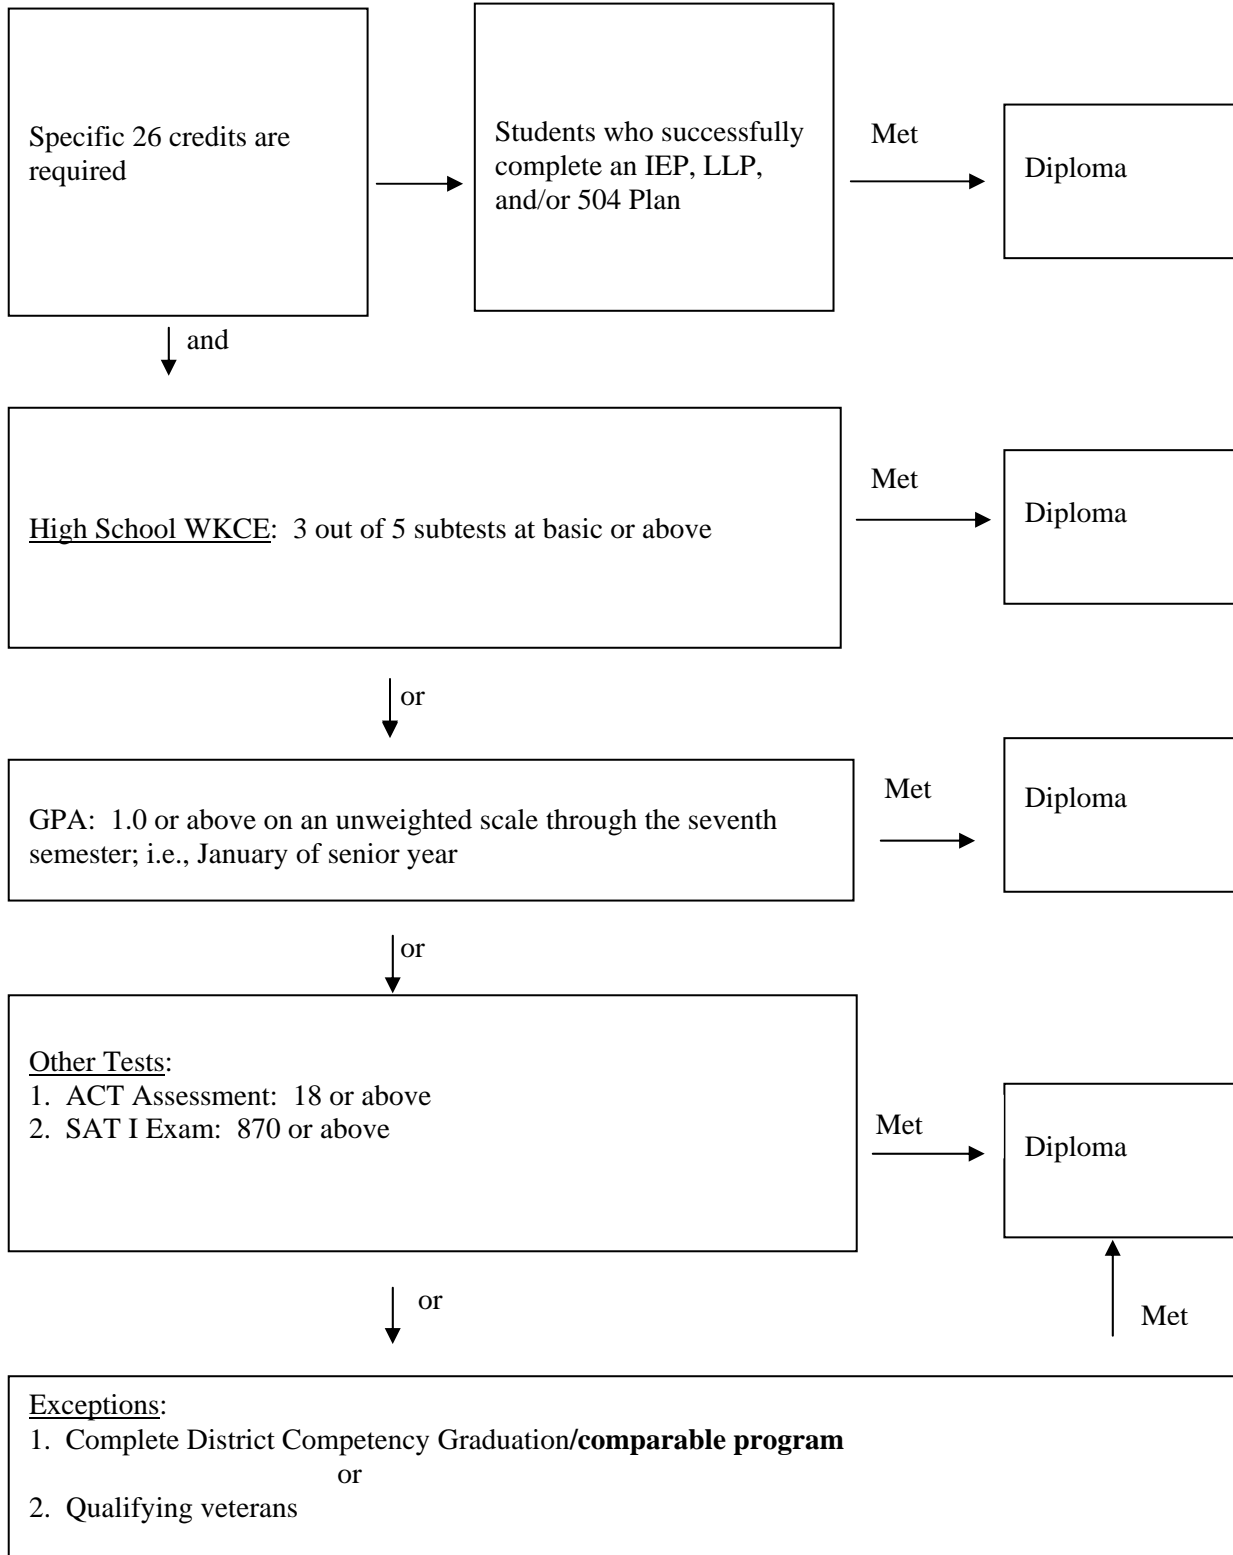 Specific 26 credits are
required
Students who successfully
complete an IEP, LLP,
and/or 504 Plan
Met
Diploma
and
High School WKCE:  3 out of 5 subtests at basic or above
Met
Diploma
or
GPA:  1.0 or above on an unweighted scale through the seventh
semester; i.e., January of senior year
Met
Diploma
or
Other Tests:
1.  ACT Assessment:  18 or above
2.  SAT I Exam:  870 or above
Met
Diploma
or
Met
Exceptions:
1.  Complete District Competency Graduation/comparable program
or
2.  Qualifying veterans